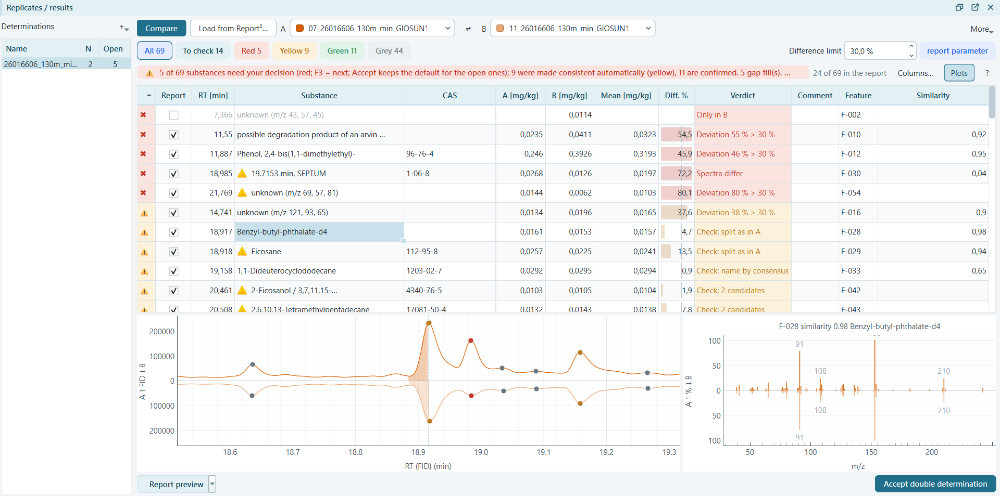 Replicates / results
Determinations
+
Compare
Load from Report²...
A
07_26016606_130m_min_GIOSUN1
⇌
B
11_26016606_130m_min_GIOSUN1
More
Name N Open
26016606_130m_mi... 2 5
All 69
To check 14
Red 5
Yellow 9
Green 11
Grey 44
Difference limit
30,0 %
report parameter
5 of 69 substances need your decision (red; F3 = next; Accept keeps the default for the open ones); 9 were made consistent automatically (yellow), 11 are confirmed. 5 gap fill(s). ...
24 of 69 in the report
Columns...
Plots
?
Report RT [min] Substance CAS A [mg/kg] B [mg/kg] Mean [mg/kg] Diff. % Verdict Comment Feature Similarity
7,366 unknown (m/z 43, 57, 45) 0,0114 Only in B F-002
11,55 possible degradation product of an arvin ... 0,0235 0,0411 0,0323 54,5 Deviation 55 % > 30 % F-010 0,92
11,887 Phenol, 2,4-bis(1,1-dimethylethyl)- 96-76-4 0,246 0,3926 0,3193 45,9 Deviation 46 % > 30 % F-012 0,95
18,985 19.7153 min, SEPTUM 1-06-8 0,0268 0,0126 0,0197 72,2 Spectra differ F-030 0,04
21,769 unknown (m/z 69, 57, 81) 0,0144 0,0062 0,0103 80,1 Deviation 80 % > 30 % F-054
14,741 unknown (m/z 121, 93, 65) 0,0134 0,0196 0,0165 37,6 Deviation 38 % > 30 % F-016 0,9
18,917 Benzyl-butyl-phthalate-d4 0,0161 0,0153 0,0157 4,7 Check: split as in A F-028 0,98
18,918 Eicosane 112-95-8 0,0257 0,0225 0,0241 13,5 Check: split as in A F-029 0,94
19,158 1,1-Dideuterocyclododecane 1203-02-7 0,0292 0,0295 0,0294 0,9 Check: name by consensus F-033 0,65
20,461 2-Eicosanol / 3,7,11,15-... 4340-76-5 0,0103 0,0105 0,0104 1,9 Check: 2 candidates F-042
20,508 2,6,10,13-Tetramethylpentadecane 17081-50-4 0,0132 0,0143 0,0138 7,8 Check: 2 candidates F-043
A ↑ FID ↓ B
200000
100000
0
100000
200000
18.6 18.7 18.8 18.9 19.0 19.1 19.2 19.3
RT (FID) (min)
F-028 similarity 0.98 Benzyl-butyl-phthalate-d4
A ↑ % ↓ B
100
50
0
50
100
91
108
210
108
210
91
50 100 150 200
m/z
Report preview
Accept double determination